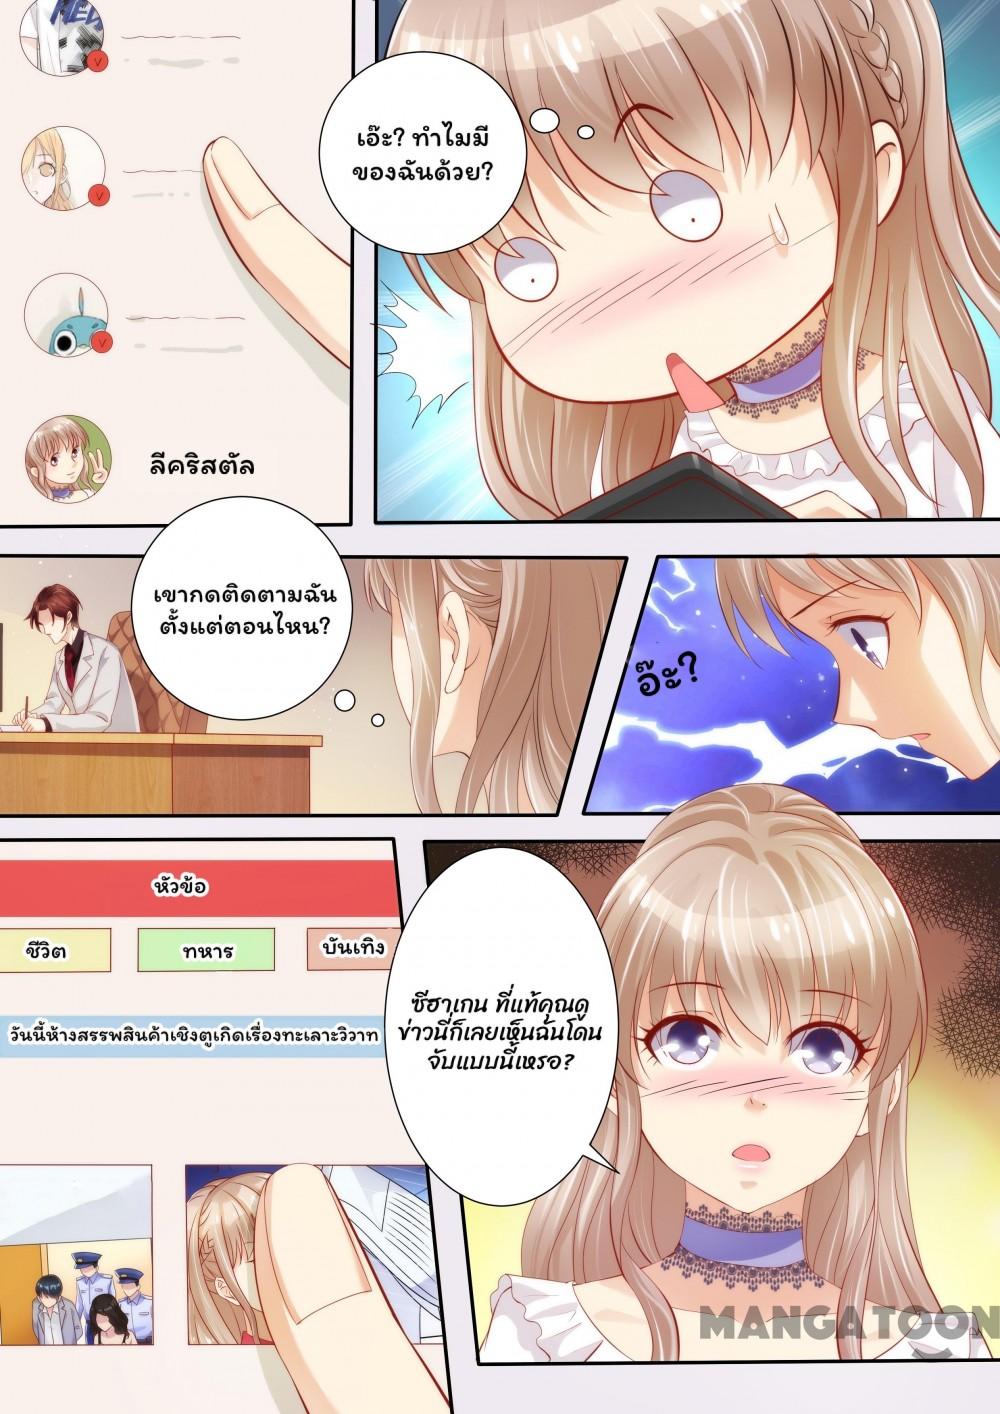 เอ๊ะ? ทำไมมี
ของฉันด้วย?
ลีคริสตัล
เขากดติดตามฉัน
ตั้งแต่ตอนไหน?
อ๊ะ?
หัวข้อ
ชีวิต
ทหาร
บันเทิง
วันนี้ห้างสรรพสินค้าเซิงตูเกิดเรื่องทะเลาะวิวาท
ซีฮาเกน ที่แท้คุณดู
ข่าวนี้ก็เลยเห็นฉันโดน
จับแบบนี้เหรอ?
MANGATOON